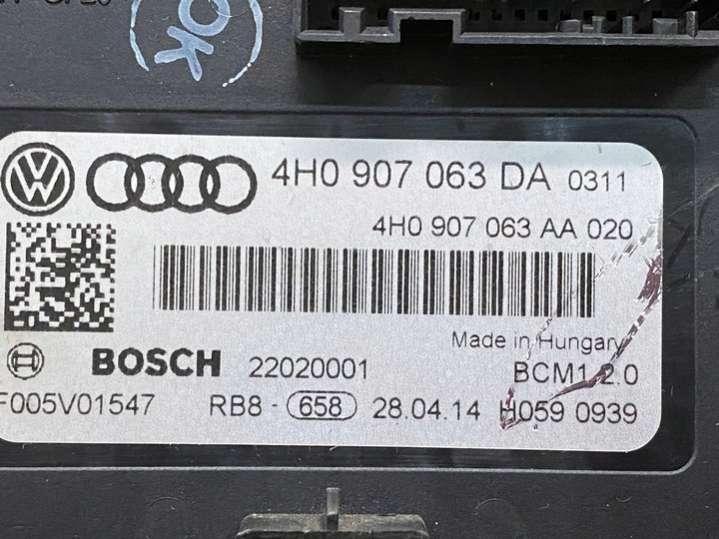 OK
4H0 907 063 DA 0311
4H0 907 063 AA 020
Made in Hungary
BOSCH 22020001 BCM1 2.0
F005V01547 RB8 - 658 28.04.14 H059 0939